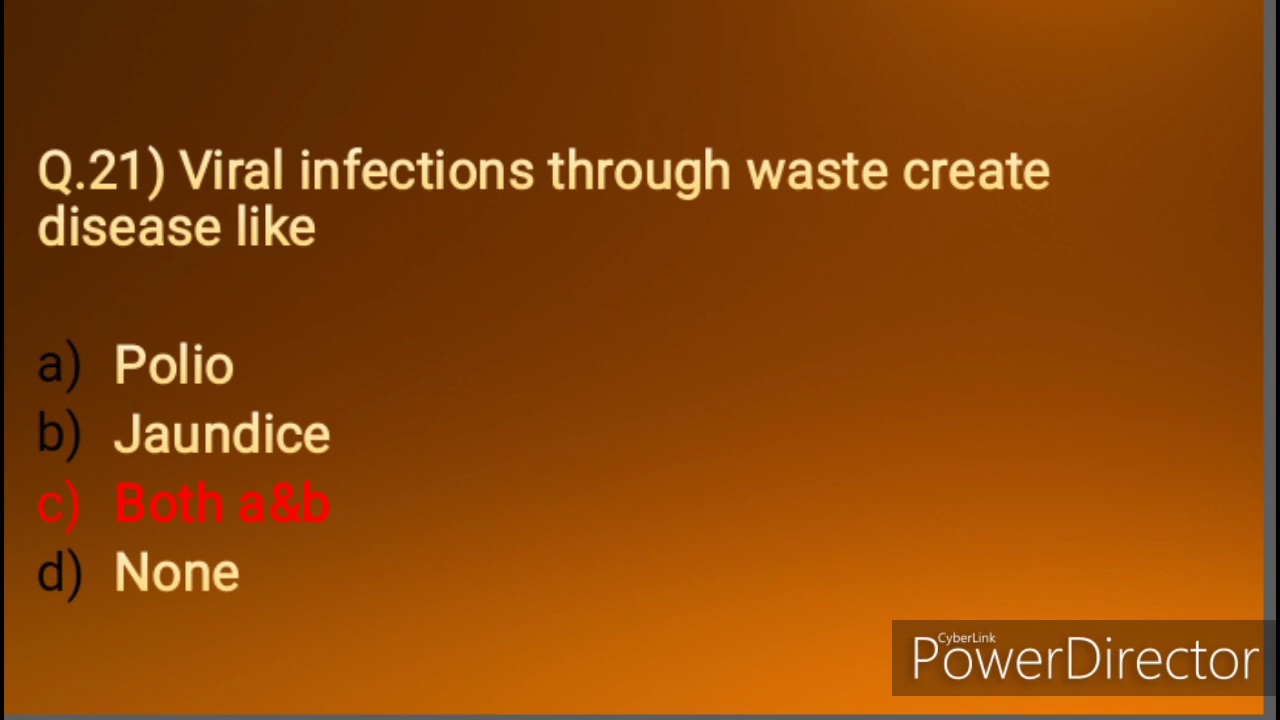 Q.21) Viral infections through waste create
disease like
a) Polio
b) Jaundice
c) Both a&b
d) None
CyberLink
PowerDirector